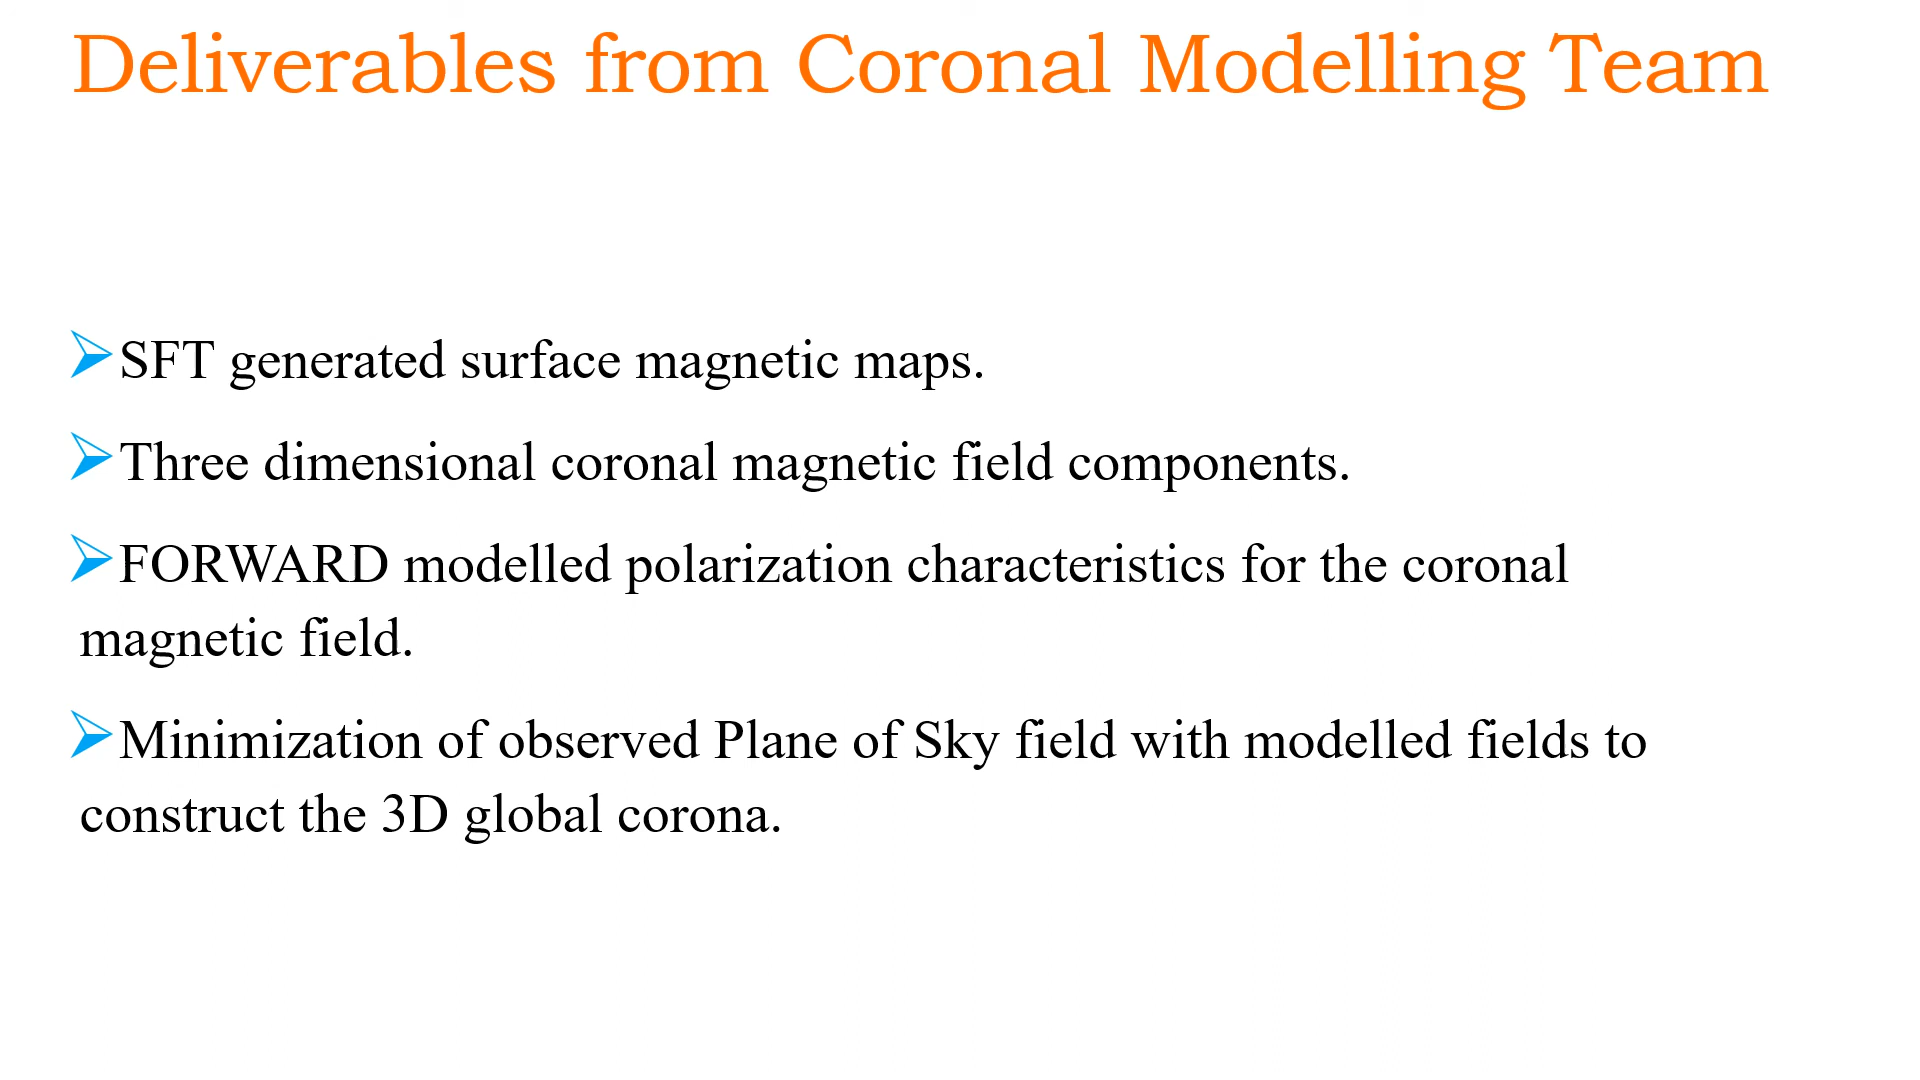 Deliverables from Coronal Modelling Team
➢SFT generated surface magnetic maps.
➢Three dimensional coronal magnetic field components.
➢FORWARD modelled polarization characteristics for the coronal
magnetic field.
➢Minimization of observed Plane of Sky field with modelled fields to
construct the 3D global corona.